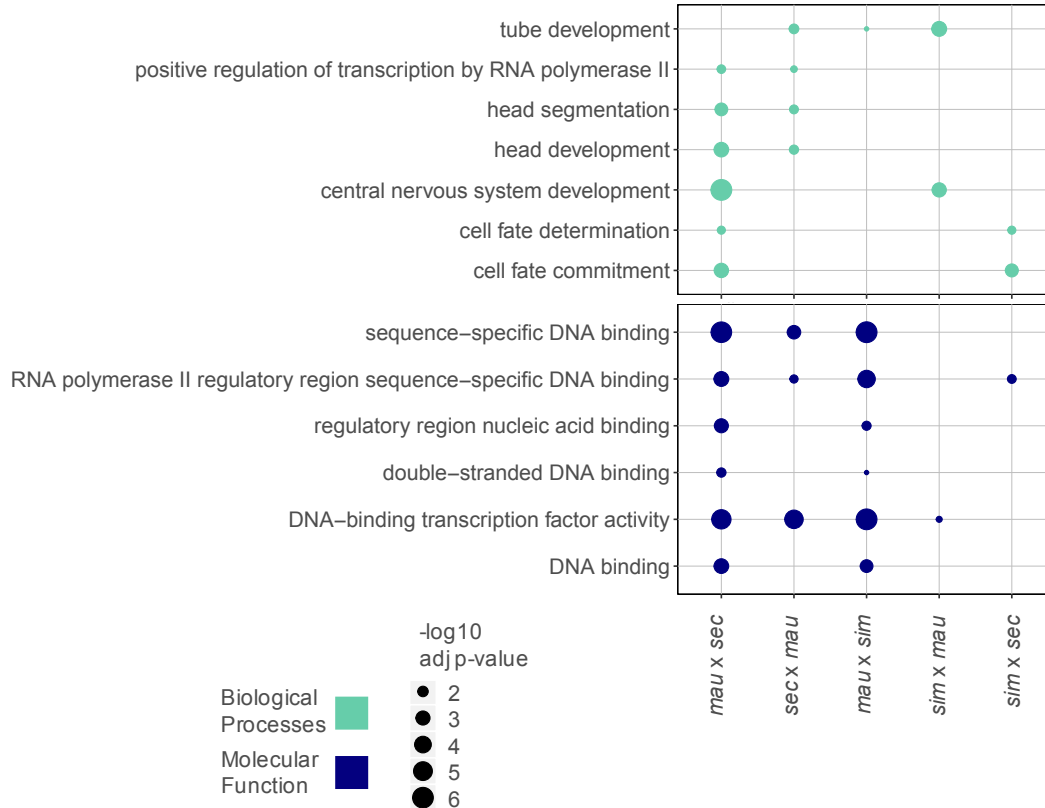 tube development
positive regulation of transcription by RNA polymerase II
head segmentation
head development
central nervous system development
cell fate determination
cell fate commitment
sequence−specific DNA binding
RNA polymerase II regulatory region sequence−specific DNA binding
regulatory region nucleic acid binding
double−stranded DNA binding
DNA−binding transcription factor activity
DNA binding
mau x sec
sec x mau
mau x sim
sim x mau
sim x sec
Biological
Processes
Molecular
Function
-log10
adj p-value
2
3
4
5
6